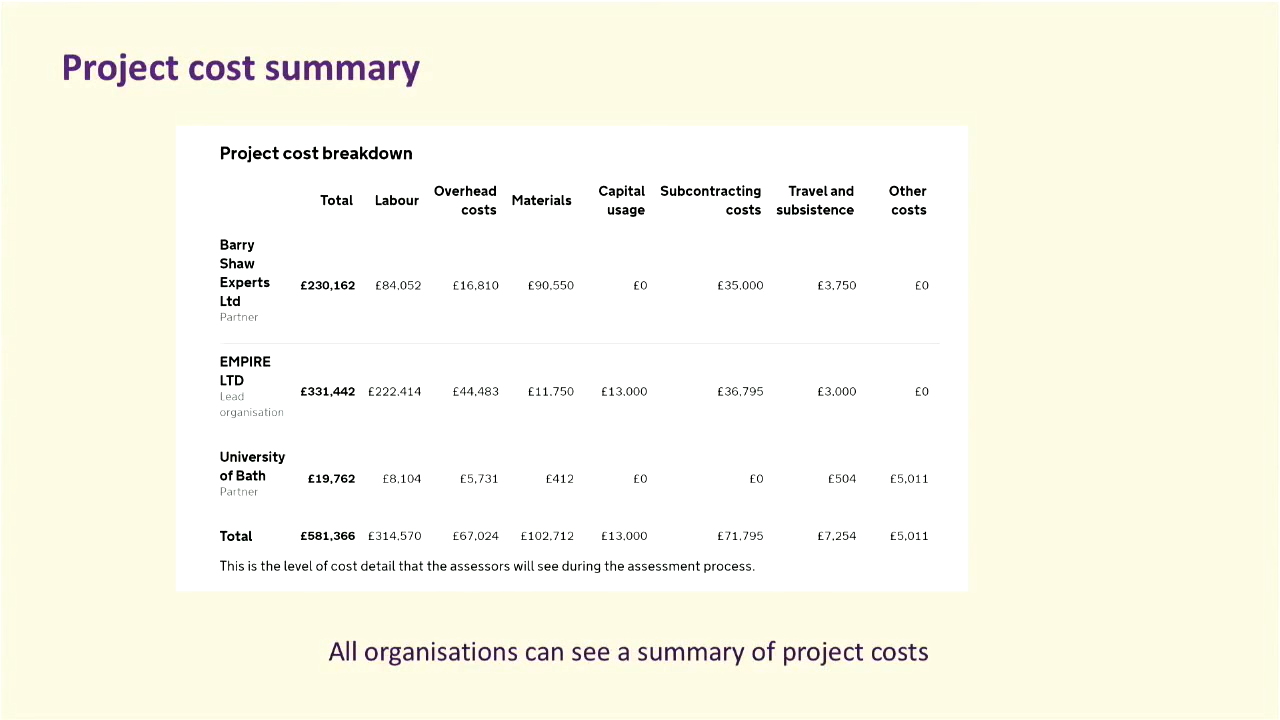 Project cost summary
Project cost breakdown
Total Labour Overhead costs Materials Capital usage Subcontracting costs Travel and subsistence Other costs
Barry Shaw Experts Ltd Partner £230,162 £84,052 £16,810 £90,550 £0 £35,000 £3,750 £0
EMPIRE LTD Lead organisation £331,442 £222,414 £44,483 £11,750 £13,000 £36,795 £3,000 £0
University of Bath Partner £19,762 £8,104 £5,731 £412 £0 £0 £504 £5,011
Total £581,366 £314,570 £67,024 £102,712 £13,000 £71,795 £7,254 £5,011
This is the level of cost detail that the assessors will see during the assessment process.
All organisations can see a summary of project costs